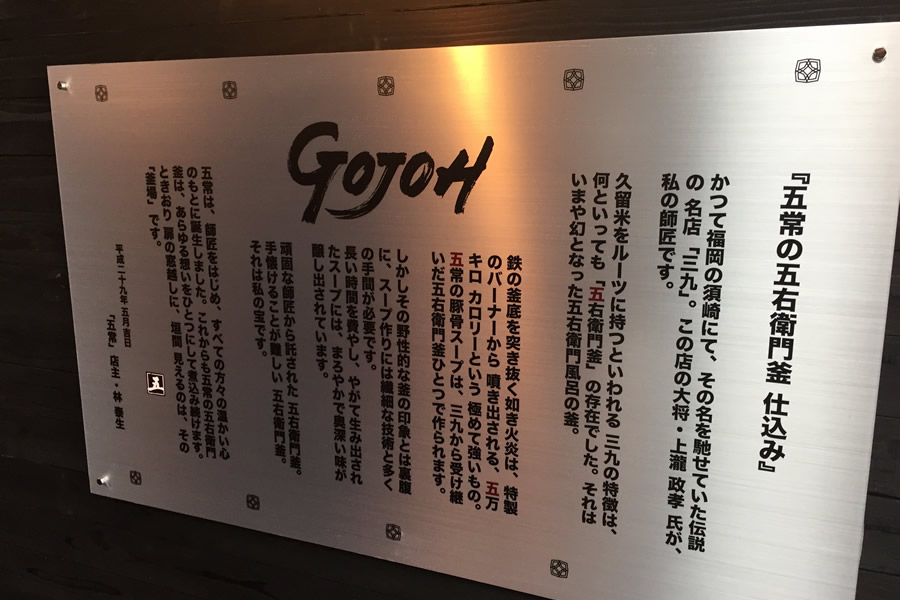 『五常の五右衛門釜 仕込み』
かつて福岡の須崎にて、その名を馳せていた伝説
の 名店「三九」。この店の大将・上瀧 政孝 氏が、
私の師匠です。
久留米をルーツに持つといわれる 三九の特徴は、
何といっても「五右衛門釜」の存在でした。それは
いまや幻となった五右衛門風呂の釜。
GOJOH
鉄の釜底を突き抜く如き火炎は、特製
のバーナーから 噴き出される、五万
キロ カロリーという 極めて強いもの。
五常の豚骨スープは、三九から受け継
いだ五右衛門釜ひとつで作られます。
しかしその野性的な釜の印象とは裏腹
に、スープ作りには繊細な技術と多く
の手間が必要です。
長い時間を費やし、やがて生み出され
たスープには、まろやかで奥深い味が
醸し出されています。
頑固な師匠から託された 五右衛門釜。
手懐けることが難しい 五右衛門釜。
それは私の宝です。
五常は、師匠をはじめ、すべての方々の温かい心
のもとに誕生しました。これからも五常の五右衛門
釜は、あらゆる想いをひとつにして煮込み続けます。
ときおり 扉の窓越しに、垣間 見えるのは、その
『釜場』です。
平成二十九年 五月吉日
「五常」店主・林 泰生
五